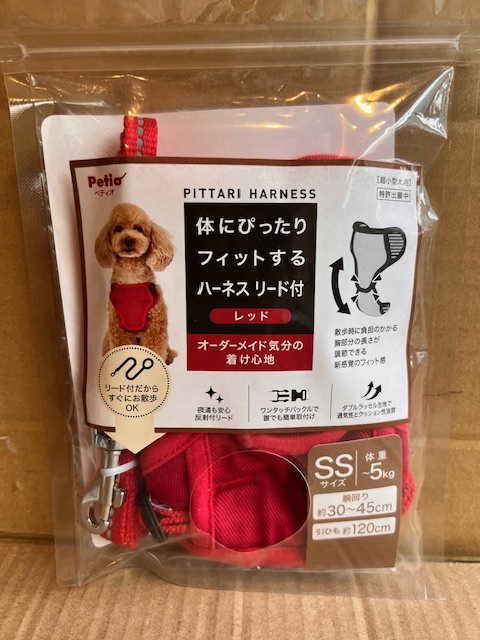 Petio
ペティオ
PITTARI HARNESS
[超小型犬用]
特許出願中
体にぴったり
フィットする
ハーネス リード付
レッド
オーダーメイド気分の
着け心地
散歩時に負担のかかる
胸部分の長さが
調節できる
新感覚のフィット感
リード付だから
すぐにお散歩
OK
夜道も安心
反射付リード
ワンタッチバックルで
誰でも簡単取付け
ダブルラッセル生地で
通気性とクッション性抜群
SS
サイズ
体重
~5kg
胴回り
約30~45cm
引ひも 約120cm